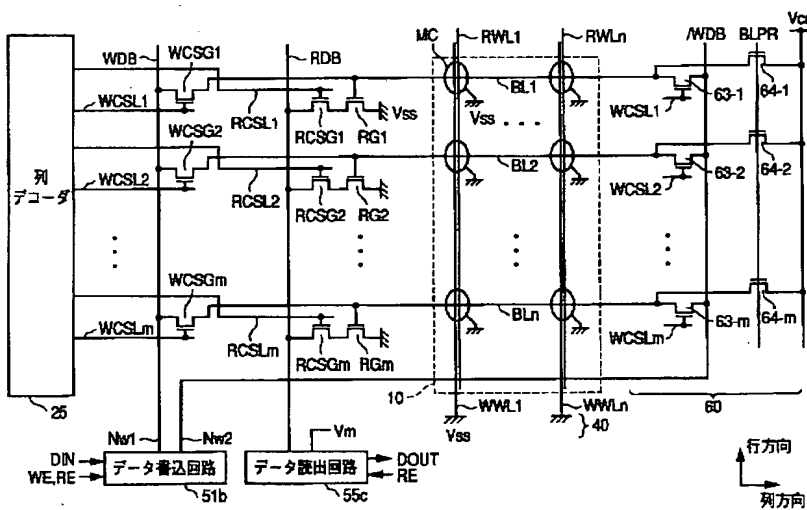 MC RWL1 RWLn /WDB BLPR Vcc
WDB WCSG1 RDB
BL1 64-1
列
デコーダ
WCSL1 RCSL1 RCSG1 RG1 Vss Vss WCSL1 63-1
WCSG2 BL2 64-2
WCSL2 RCSL2 RCSG2 RG2 WCSL2 63-2
WCSGm BLn 64-m
WCSLm RCSLm RCSGm RGm WCSLm 63-m
25 10 WWL1 WWLn 60
Nw1 Nw2 Vm Vss 40
DIN データ書込回路 データ読出回路 DOUT 行方向
WE,RE RE
51b 55c 列方向